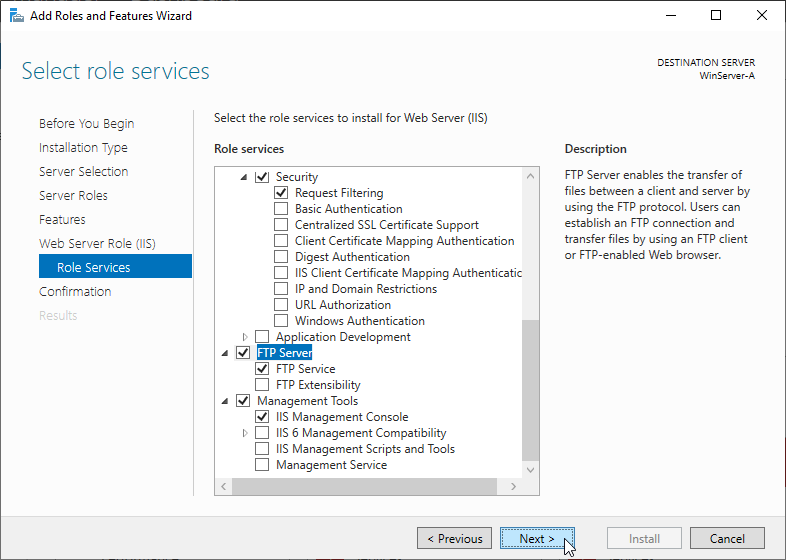 Add Roles and Features Wizard
Select role services
DESTINATION SERVER
WinServer-A
Before You Begin
Installation Type
Server Selection
Server Roles
Features
Web Server Role (IIS)
Role Services
Confirmation
Results
Select the role services to install for Web Server (IIS)
Role services
Security
Request Filtering
Basic Authentication
Centralized SSL Certificate Support
Client Certificate Mapping Authentication
Digest Authentication
IIS Client Certificate Mapping Authenticatic
IP and Domain Restrictions
URL Authorization
Windows Authentication
Application Development
FTP Server
FTP Service
FTP Extensibility
Management Tools
IIS Management Console
IIS 6 Management Compatibility
IIS Management Scripts and Tools
Management Service
Description
FTP Server enables the transfer of
files between a client and server by
using the FTP protocol. Users can
establish an FTP connection and
transfer files by using an FTP client
or FTP-enabled Web browser.
< Previous
Next >
Install
Cancel